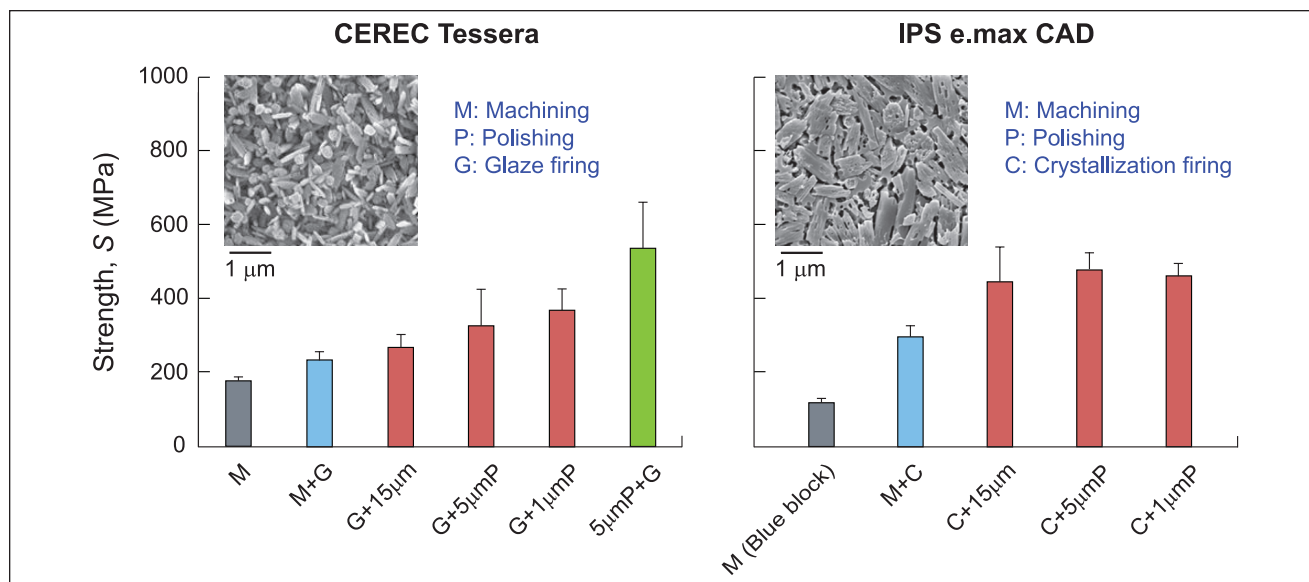 CEREC Tessera
IPS e.max CAD
Strength, S (MPa)
1000
800
600
400
200
0
M: Machining
P: Polishing
G: Glaze firing
1 μm
M
M+G
G+15μm
G+5μmP
G+1μmP
5μmP+G
M: Machining
P: Polishing
C: Crystallization firing
1 μm
M (Blue block)
M+C
C+15μm
C+5μmP
C+1μmP